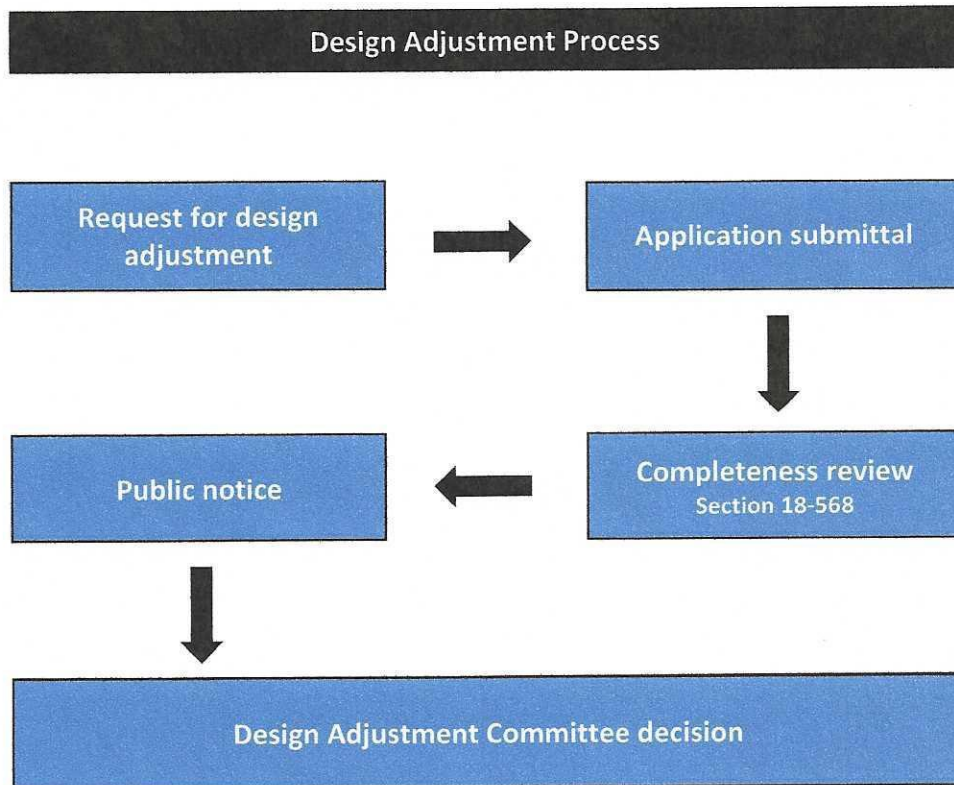 Design Adjustment Process
Request for design
adjustment
Application submittal
Completeness review
Section 18-568
Public notice
Design Adjustment Committee decision